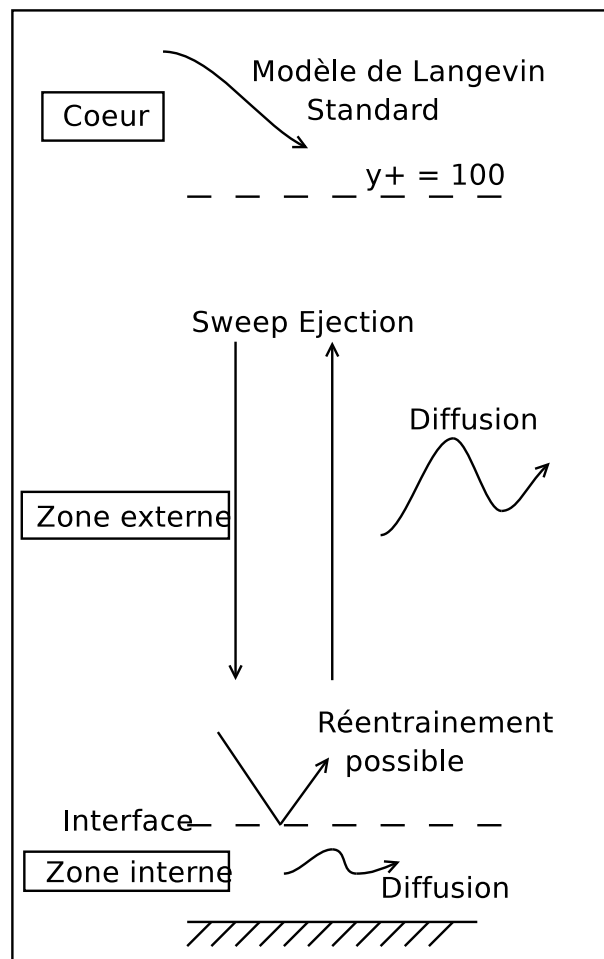 Modèle de Langevin
Standard
Coeur
y+ = 100
Sweep Ejection
Diffusion
Zone externe
Réentrainement
possible
Interface
Zone interne
Diffusion